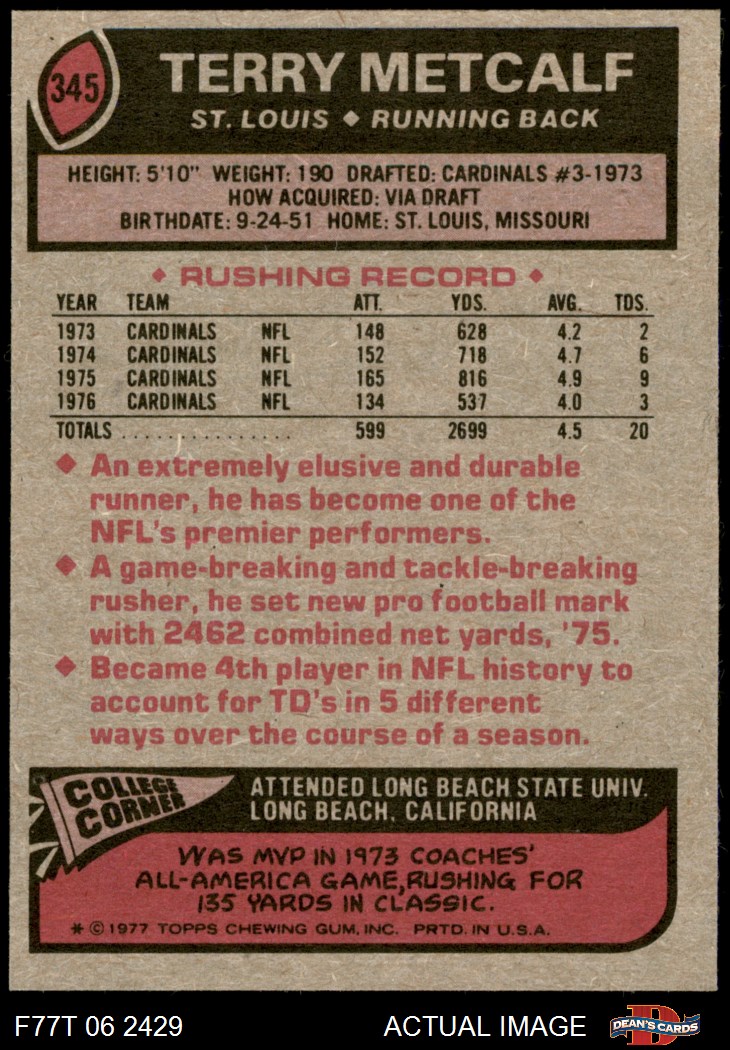 345
TERRY METCALF
ST. LOUIS ◆ RUNNING BACK
HEIGHT: 5'10" WEIGHT: 190 DRAFTED: CARDINALS #3-1973
HOW ACQUIRED: VIA DRAFT
BIRTHDATE: 9-24-51 HOME: ST. LOUIS, MISSOURI
◆ RUSHING RECORD ◆
YEAR TEAM ATT. YDS. AVG. TDS.
1973 CARDINALS NFL 148 628 4.2 2
1974 CARDINALS NFL 152 718 4.7 6
1975 CARDINALS NFL 165 816 4.9 9
1976 CARDINALS NFL 134 537 4.0 3
TOTALS . . . . . . . . . . . . . . . 599 2699 4.5 20
◆ An extremely elusive and durable
runner, he has become one of the
NFL's premier performers.
◆ A game-breaking and tackle-breaking
rusher, he set new pro football mark
with 2462 combined net yards, '75.
◆ Became 4th player in NFL history to
account for TD's in 5 different
ways over the course of a season.
COLLEGE
CORNER
ATTENDED LONG BEACH STATE UNIV.
LONG BEACH, CALIFORNIA
WAS MVP IN 1973 COACHES'
ALL-AMERICA GAME, RUSHING FOR
135 YARDS IN CLASSIC.
* © 1977 TOPPS CHEWING GUM, INC. PRTD. IN U.S.A.
F77T 06 2429 ACTUAL IMAGE D DEAN'S CARDS